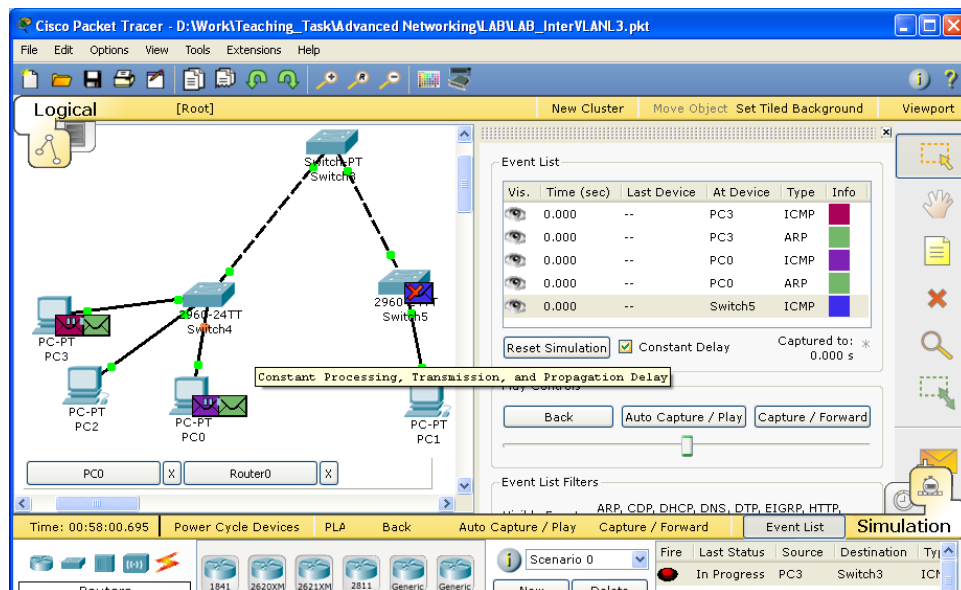 Cisco Packet Tracer - D:\Work\Teaching_Task\Advanced Networking\LAB\LAB_InterVLANL3.pkt
File Edit Options View Tools Extensions Help
Logical [Root] New Cluster Move Object Set Tiled Background Viewport
Switch-PT
Switch3
2960-24TT
Switch4
Switch5
PC-PT
PC3
PC-PT
PC2
PC-PT
PC0
PC-PT
PC1
PC0 X Router0 X
Event List
Vis. Time (sec) Last Device At Device Type Info
0.000 -- PC3 ICMP
0.000 -- PC3 ARP
0.000 -- PC0 ICMP
0.000 -- PC0 ARP
0.000 -- Switch5 ICMP
Reset Simulation Constant Delay Captured to: *
0.000 s
Constant Processing, Transmission, and Propagation Delay
Play Controls
Back Auto Capture / Play Capture / Forward
Event List Filters
ARP, CDP, DHCP, DNS, DTP, EIGRP, HTTP,
Time: 00:58:00.695 Power Cycle Devices Back Auto Capture / Play Capture / Forward Event List Simulation
Routers
1841 2620XM 2621XM 2811 Generic Generic
Scenario 0
New Delete
Fire Last Status Source Destination
In Progress PC3 Switch3